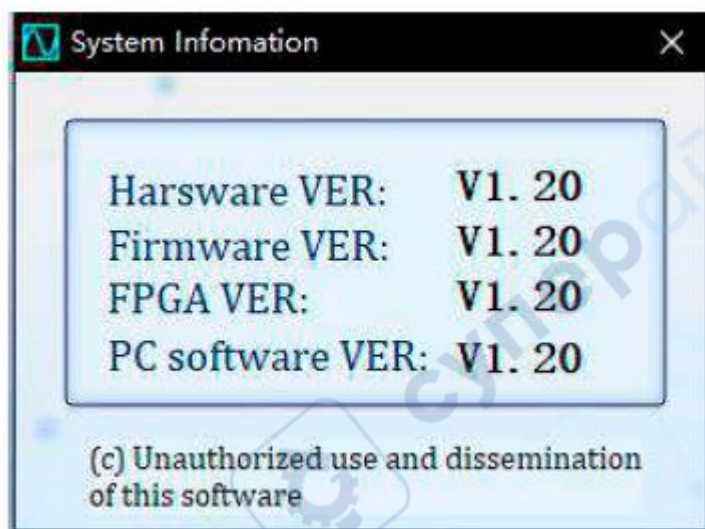 System Infomation
Harsware VER: V1. 20
Firmware VER: V1. 20
FPGA VER: V1. 20
PC software VER: V1. 20
(c) Unauthorized use and dissemination
of this software
супер